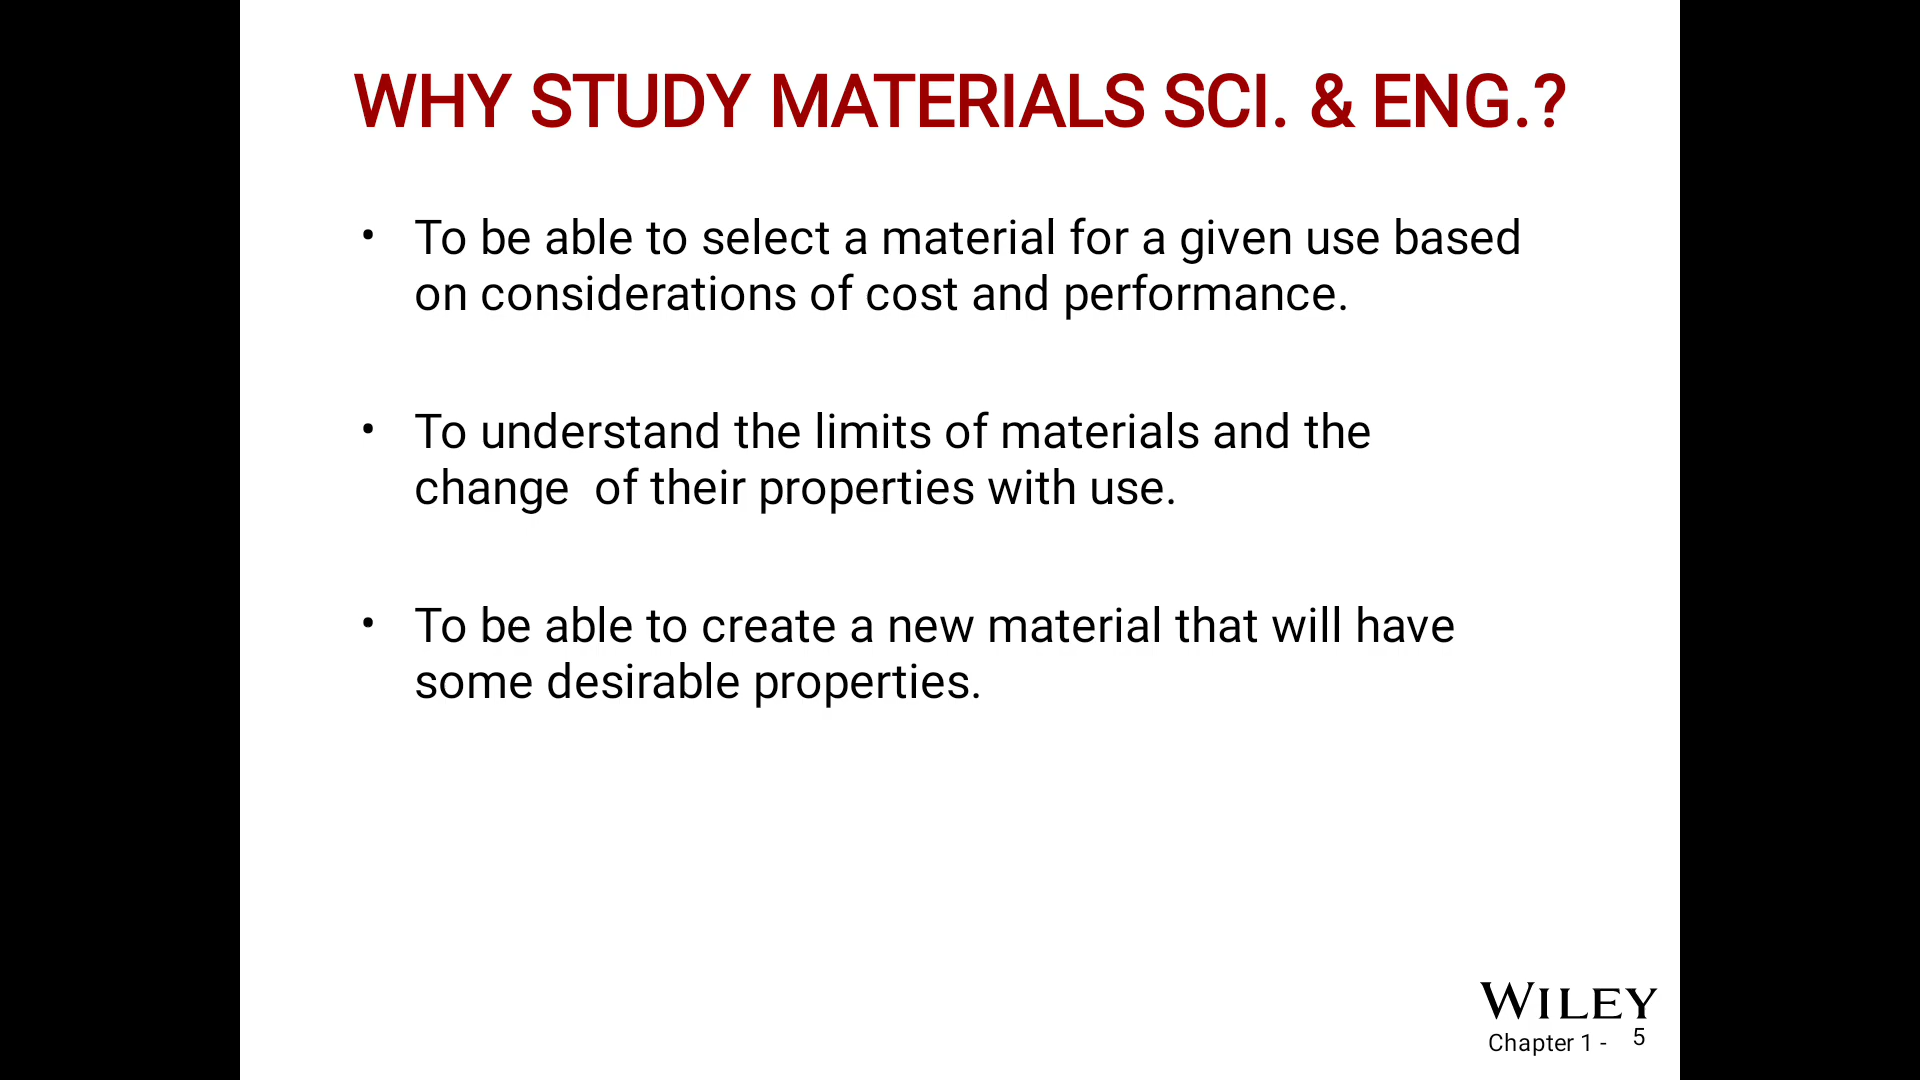 WHY STUDY MATERIALS SCI. & ENG.?
• To be able to select a material for a given use based
on considerations of cost and performance.
• To understand the limits of materials and the
change  of their properties with use.
• To be able to create a new material that will have
some desirable properties.
WILEY
Chapter 1 - 5